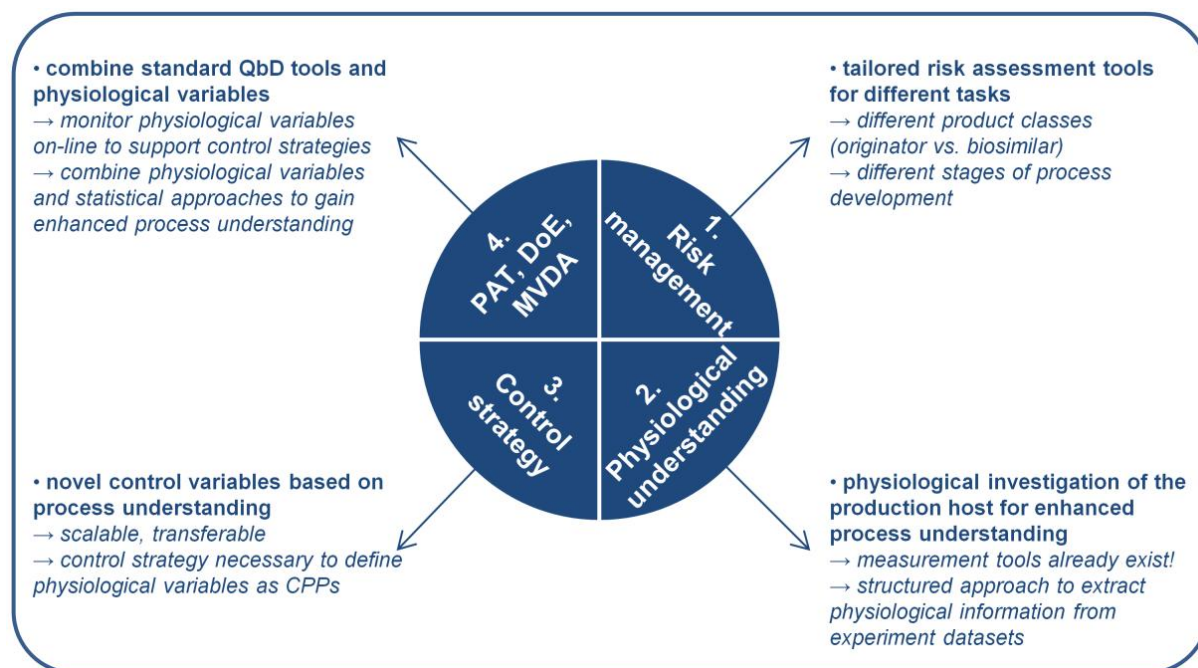 • combine standard QbD tools and
physiological variables
→ monitor physiological variables
on-line to support control strategies
→ combine physiological variables
and statistical approaches to gain
enhanced process understanding
• tailored risk assessment tools
for different tasks
→ different product classes
(originator vs. biosimilar)
→ different stages of process
development
4.
PAT, DoE,
MVDA
1.
Risk
management
3.
Control
strategy
2.
Physiological
understanding
• novel control variables based on
process understanding
→ scalable, transferable
→ control strategy necessary to define
physiological variables as CPPs
• physiological investigation of the
production host for enhanced
process understanding
→ measurement tools already exist!
→ structured approach to extract
physiological information from
experiment datasets